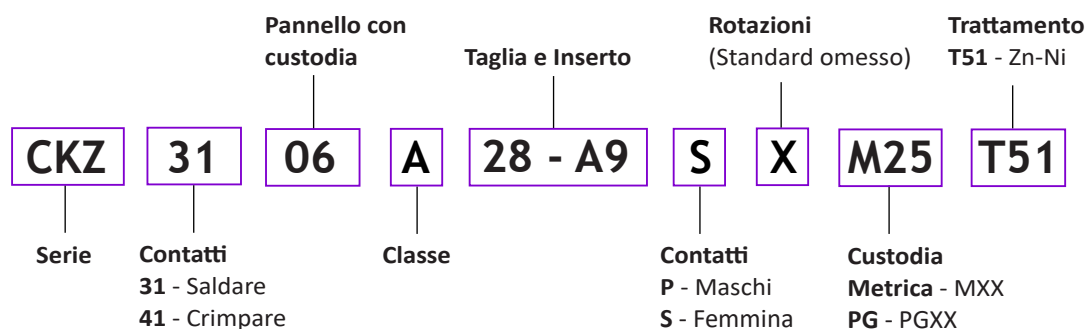 Pannello con
custodia
Taglia e Inserto
Rotazioni
(Standard omesso)
Trattamento
T51 - Zn-Ni
CKZ 31 06 A 28 - A9 S X M25 T51
Serie
Contatti
31 - Saldare
41 - Crimpare
Classe
Contatti
P - Maschi
S - Femmina
Custodia
Metrica - MXX
PG - PGXX